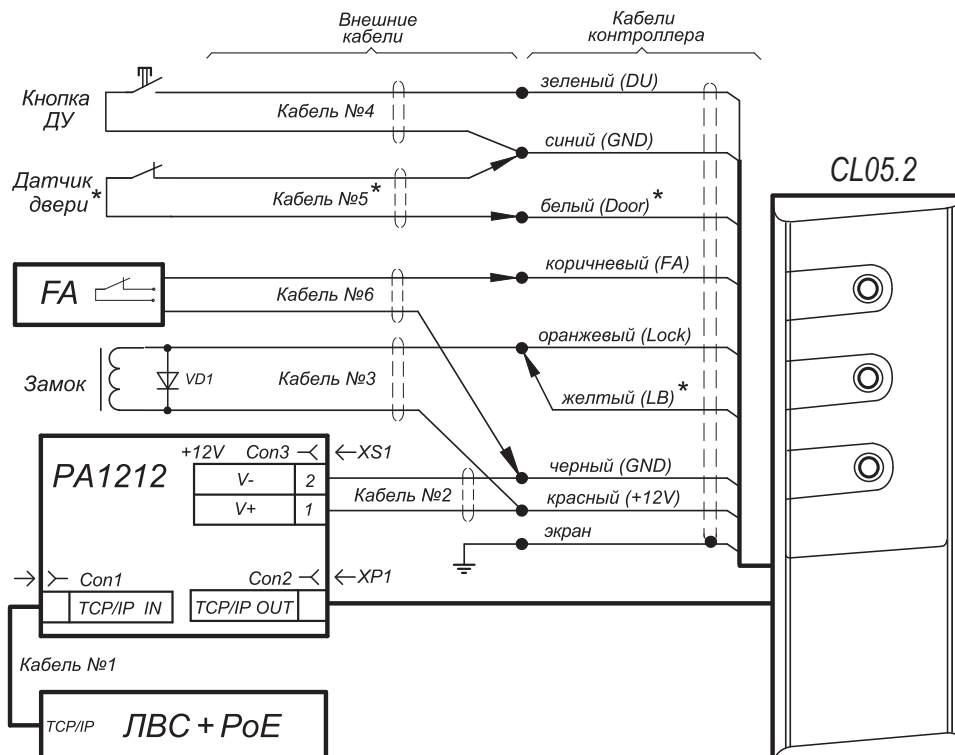 Внешние
кабели
Кабели
контроллера
Кнопка
ДУ
Кабель №4
зеленый (DU)
синий (GND)
CL05.2
Датчик
двери*
Кабель №5*
белый (Door)*
FA
Кабель №6
коричневый (FA)
оранжевый (Lock)
Замок
VD1
Кабель №3
желтый (LB)*
PA1212
+12V Con3
XS1
V- 2
V+ 1
Кабель №2
черный (GND)
красный (+12V)
экран
Con1
Con2
XP1
TCP/IP IN
TCP/IP OUT
Кабель №1
TCP/IP
ЛВС + PoE